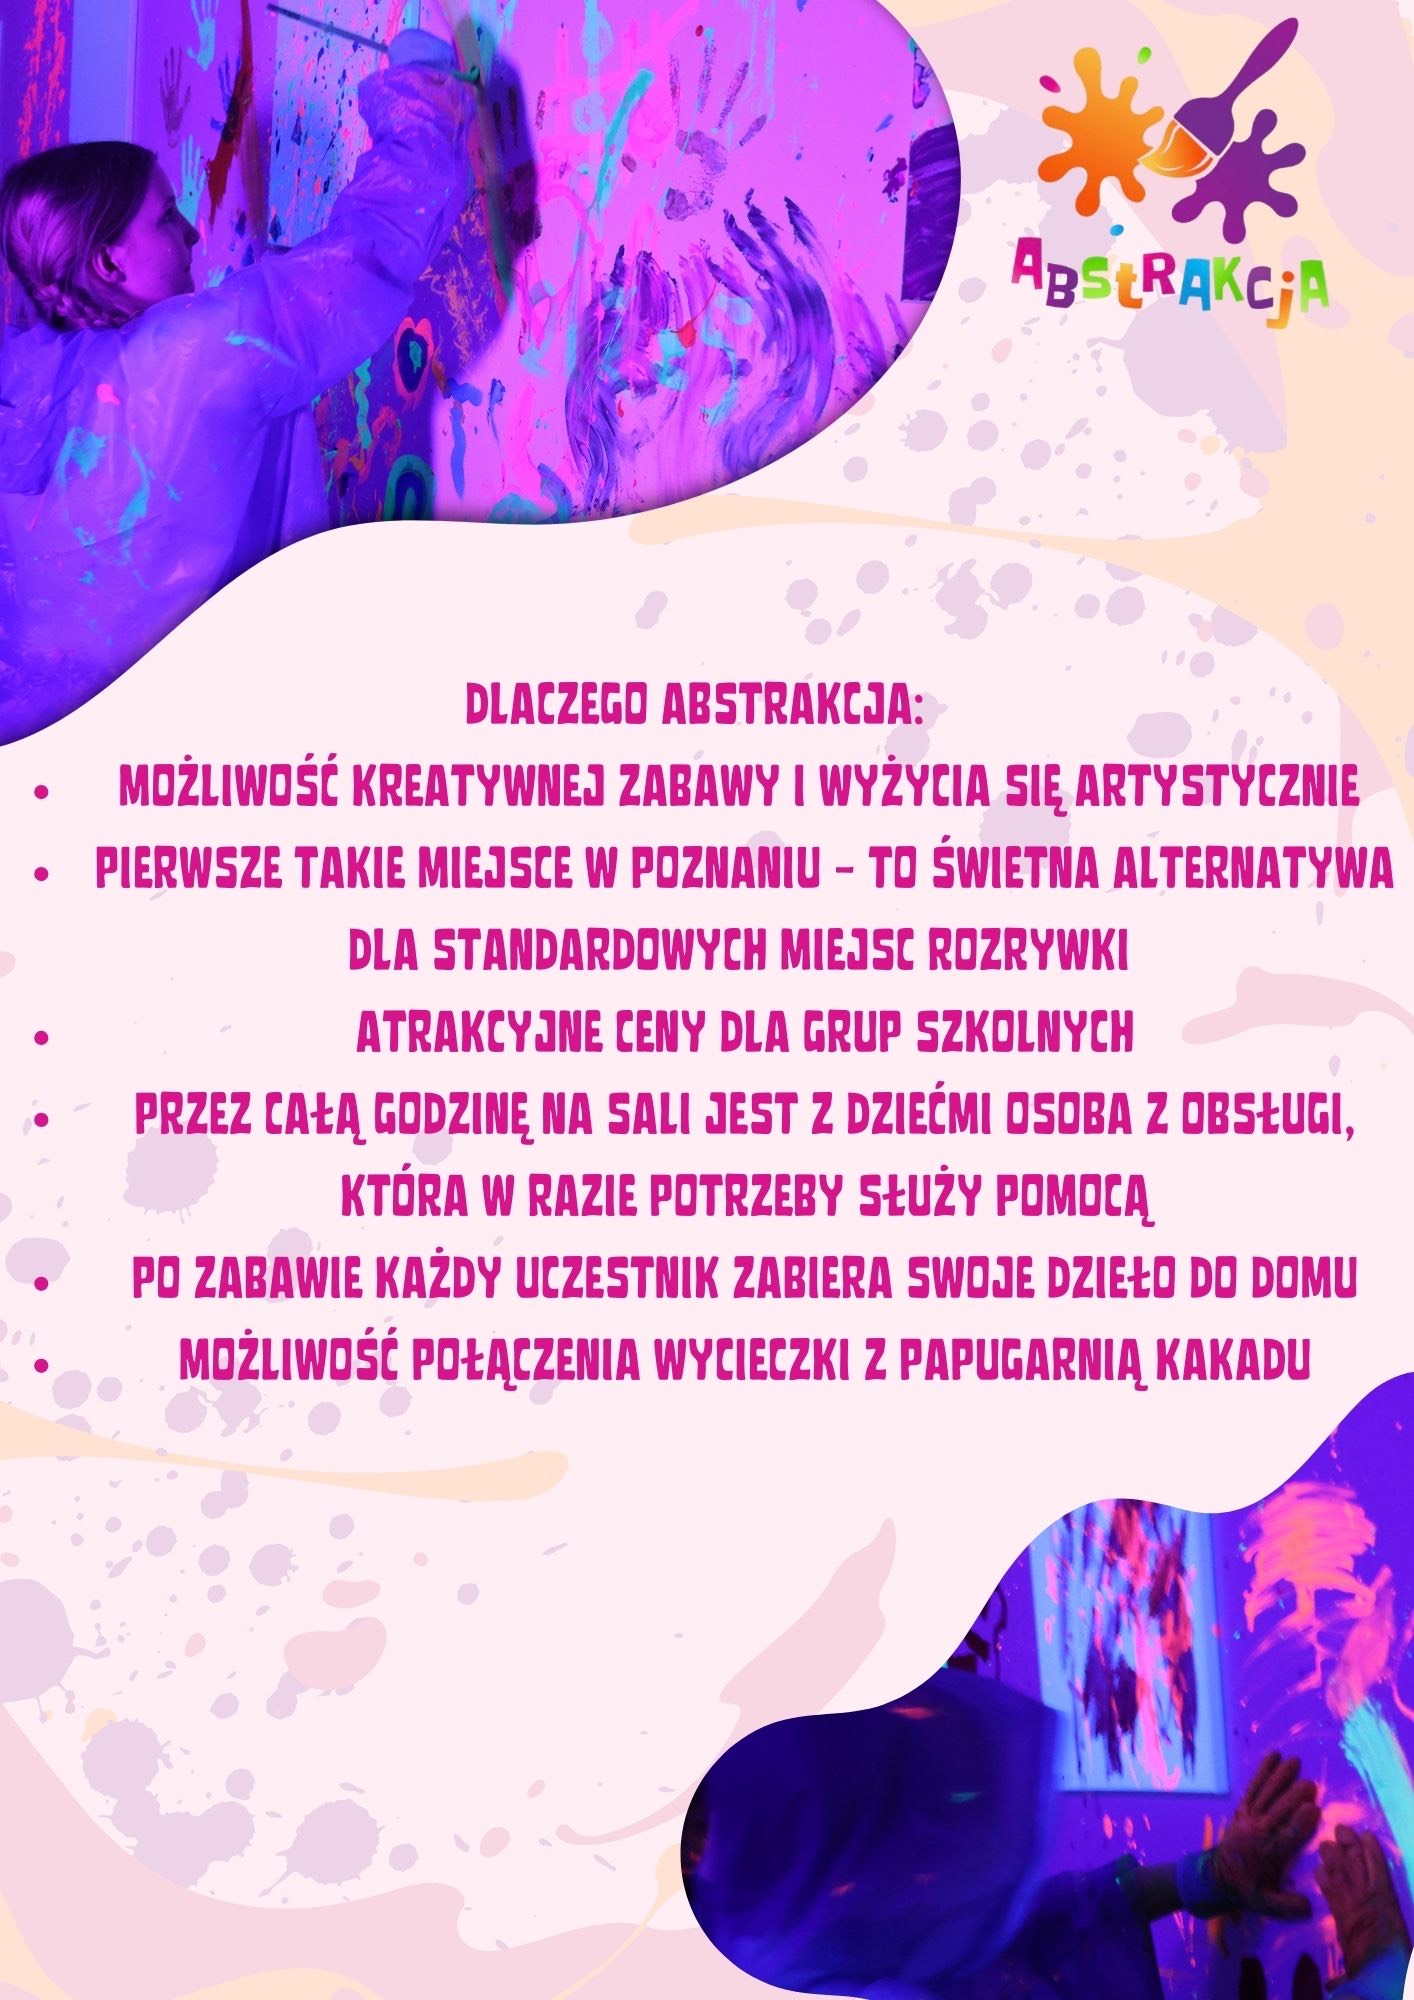 ABSTRAKCJA
DLACZEGO ABSTRAKCJA:
• MOŻLIWOŚĆ KREATYWNEJ ZABAWY I WYŻYCIA SIĘ ARTYSTYCZNIE
• PIERWSZE TAKIE MIEJSCE W POZNANIU - TO ŚWIETNA ALTERNATYWA
DLA STANDARDOWYCH MIEJSC ROZRYWKI
• ATRAKCYJNE CENY DLA GRUP SZKOLNYCH
• PRZEZ CAŁĄ GODZINĘ NA SALI JEST Z DZIEĆMI OSOBA Z OBSŁUGI,
KTÓRA W RAZIE POTRZEBY SŁUŻY POMOCĄ
• PO ZABAWIE KAŻDY UCZESTNIK ZABIERA SWOJE DZIEŁO DO DOMU
• MOŻLIWOŚĆ POŁĄCZENIA WYCIECZKI Z PAPUGARNIĄ KAKADU